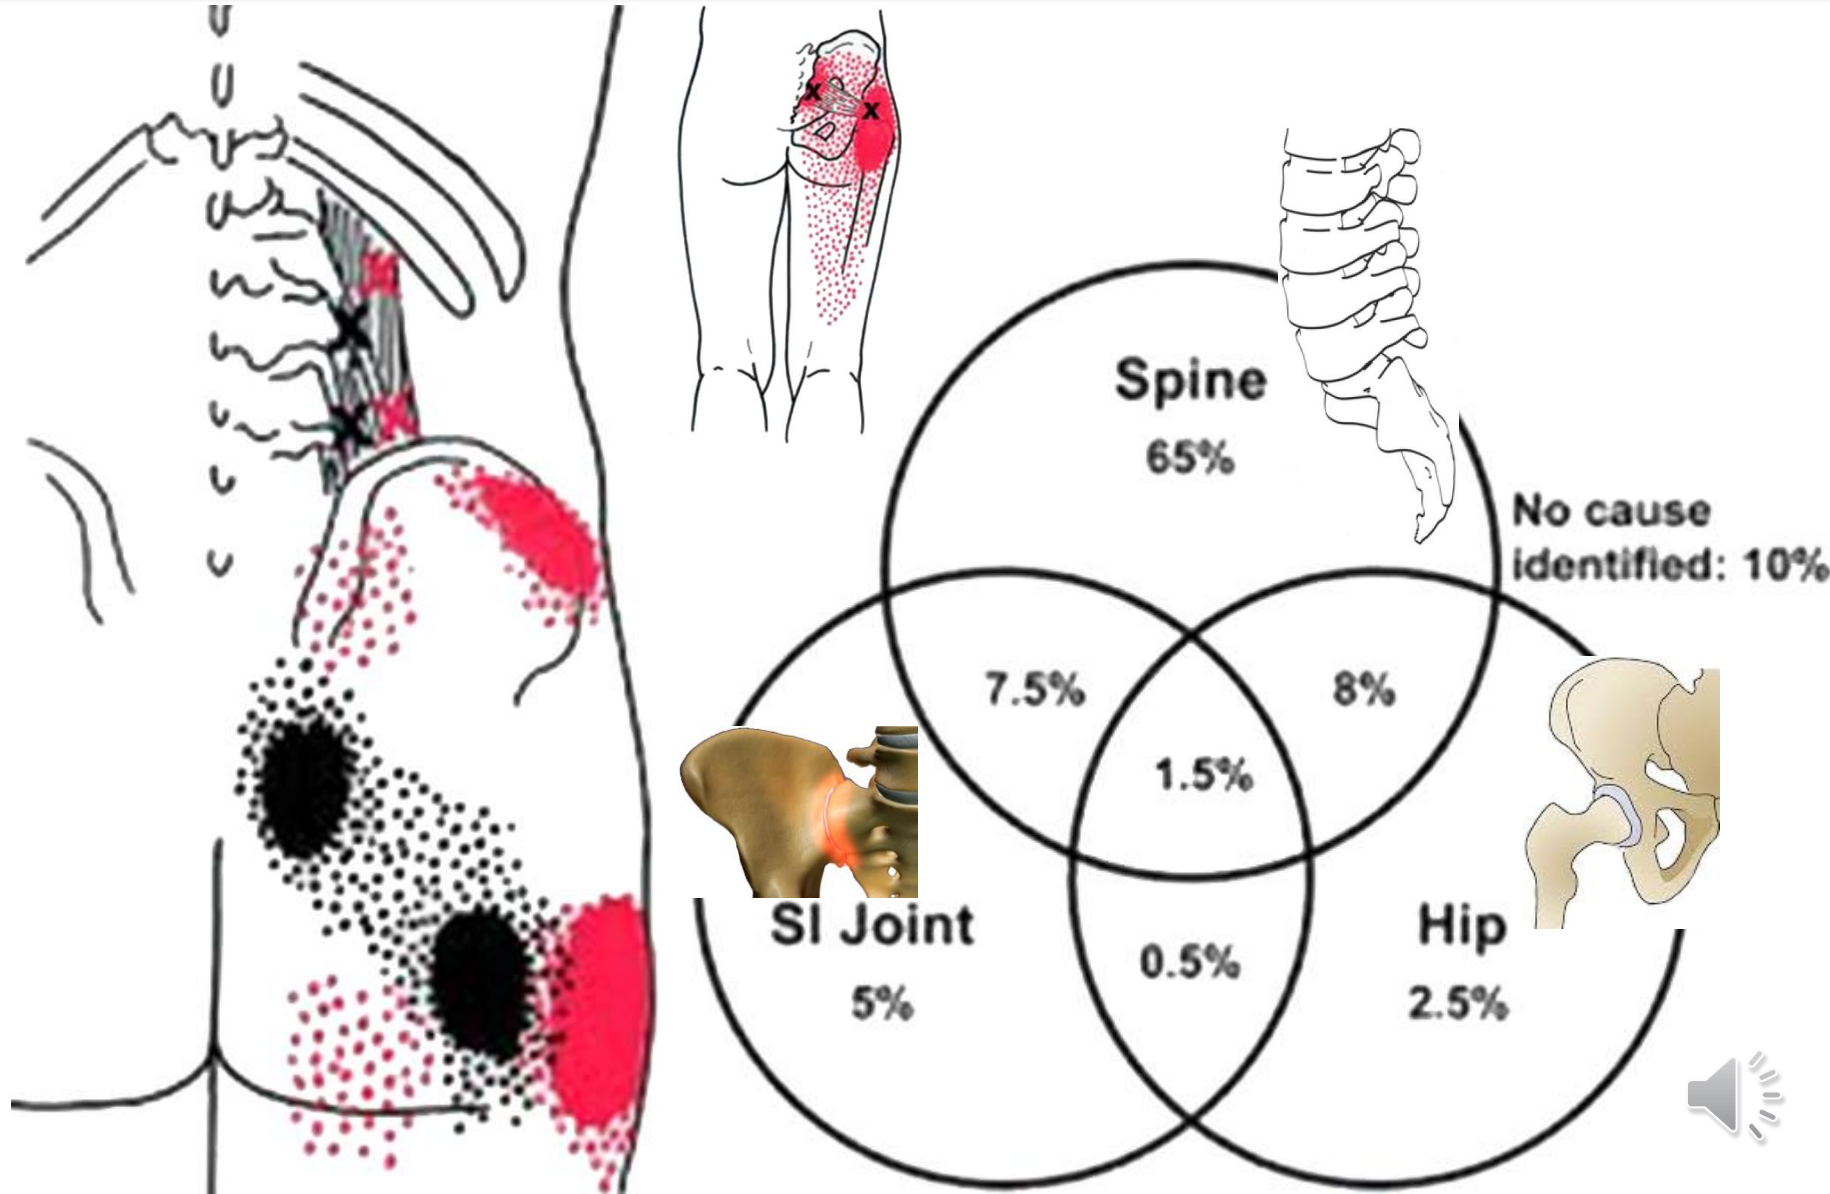 Spine
65%
No cause
identified: 10%
7.5%
8%
1.5%
SI Joint
5%
0.5%
Hip
2.5%
x
x
x
x
x
x